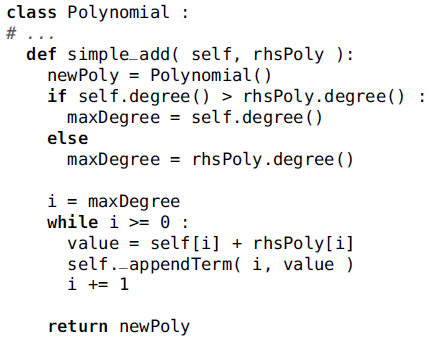 class Polynomial :
# ...
  def simple_add( self, rhsPoly ):
    newPoly = Polynomial()
    if self.degree() > rhsPoly.degree() :
      maxDegree = self.degree()
    else
      maxDegree = rhsPoly.degree()

    i = maxDegree
    while i >= 0 :
      value = self[i] + rhsPoly[i]
      self._appendTerm( i, value )
      i += 1

    return newPoly